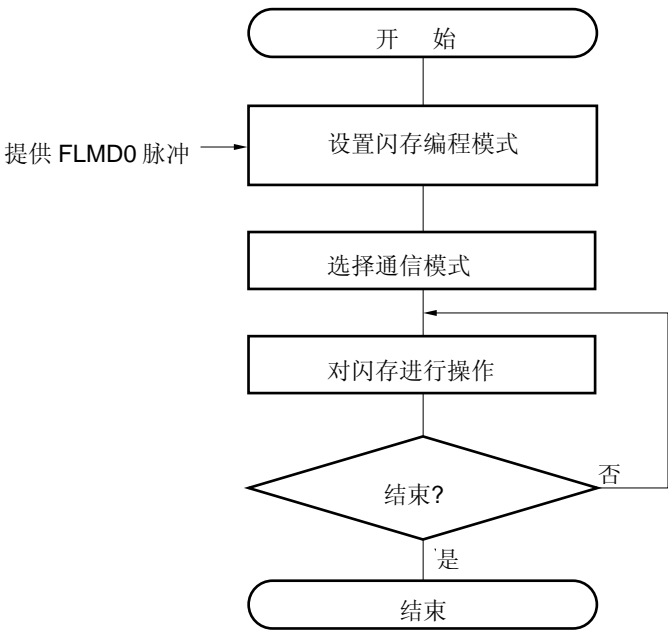 开 始
提供 FLMD0 脉冲
设置闪存编程模式
选择通信模式
对闪存进行操作
结束?
否
是
结束